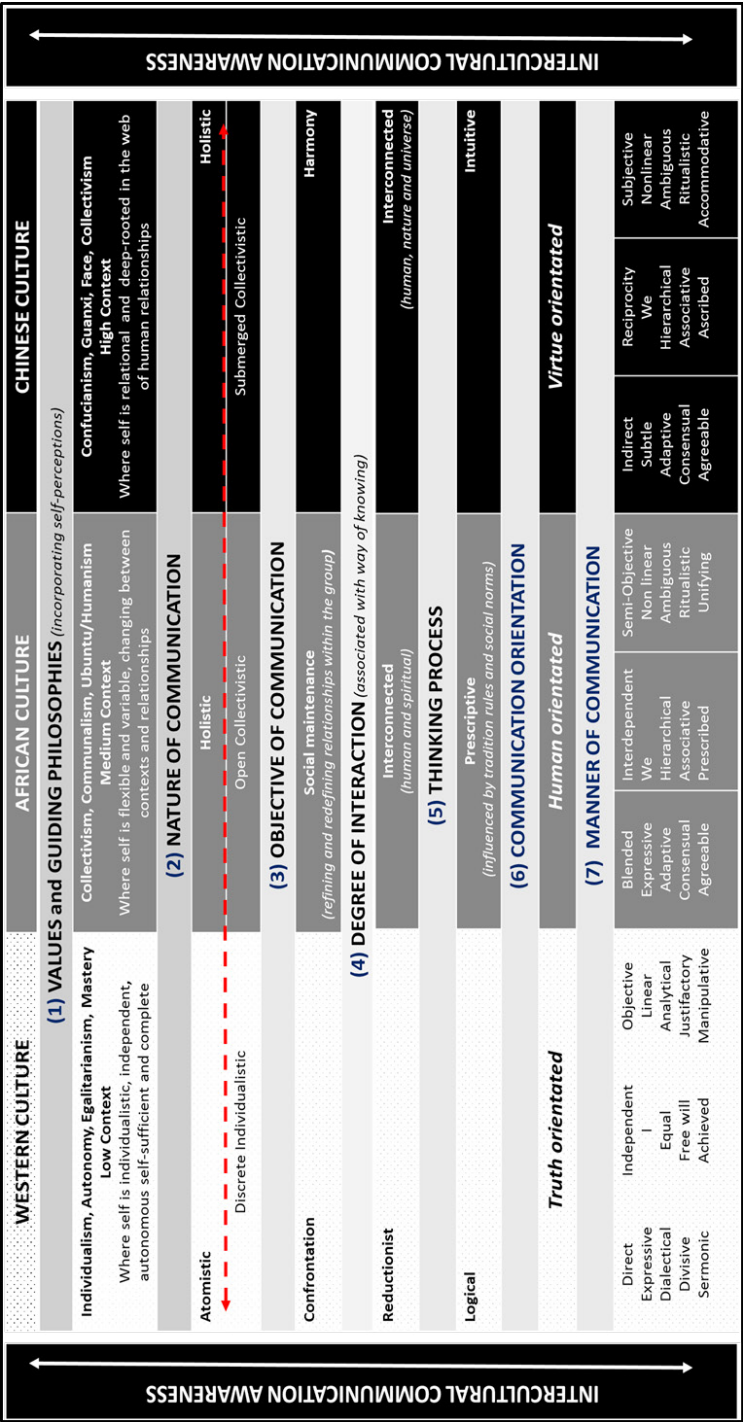 INTERCULTURAL COMMUNICATION AWARENESS
WESTERN CULTURE
AFRICAN CULTURE
CHINESE CULTURE
(1) VALUES and GUIDING PHILOSOPHIES (incorporating self-perceptions)
Individualism, Autonomy, Egalitarianism, Mastery
Low Context
Where self is individualistic, independent,
autonomous self-sufficient and complete
Collectivism, Communalism, Ubuntu/Humanism
Medium Context
Where self is flexible and variable, changing between
contexts and relationships
Confucianism, Guanxi, Face, Collectivism
High Context
Where self is relational and deep-rooted in the web
of human relationships
(2) NATURE OF COMMUNICATION
Atomistic
Holistic
Holistic
Discrete Individualistic
Open Collectivistic
Submerged Collectivistic
(3) OBJECTIVE OF COMMUNICATION
Confrontation
Social maintenance
(refining and redefining relationships within the group)
Harmony
(4) DEGREE OF INTERACTION (associated with way of knowing)
Reductionist
Interconnected
(human and spiritual)
Interconnected
(human, nature and universe)
(5) THINKING PROCESS
Logical
Prescriptive
(influenced by tradition rules and social norms)
Intuitive
(6) COMMUNICATION ORIENTATION
Truth orientated
Human orientated
Virtue orientated
(7) MANNER OF COMMUNICATION
Direct
Expressive
Dialectical
Divisive
Sermonic
Independent
I
Equal
Free will
Achieved
Objective
Linear
Analytical
Justifactory
Manipulative
Blended
Expressive
Adaptive
Consensual
Agreeable
Interdependent
We
Hierarchical
Associative
Prescribed
Semi-Objective
Non linear
Ambiguous
Ritualistic
Unifying
Indirect
Subtle
Adaptive
Consensual
Agreeable
Reciprocity
We
Hierarchical
Associative
Ascribed
Subjective
Nonlinear
Ambiguous
Ritualistic
Accommodative
INTERCULTURAL COMMUNICATION AWARENESS